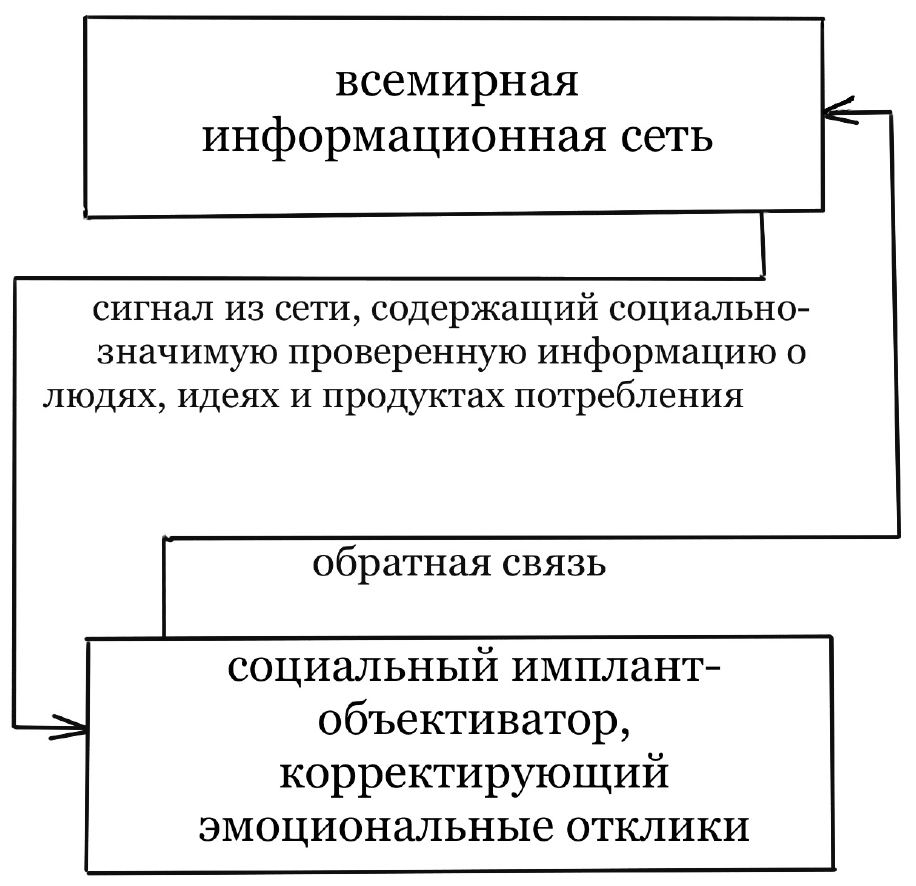 всемирная
информационная сеть
сигнал из сети, содержащий социально-
значимую проверенную информацию о
людях, идеях и продуктах потребления
обратная связь
социальный имплант-
объективатор,
корректирующий
эмоциональные отклики